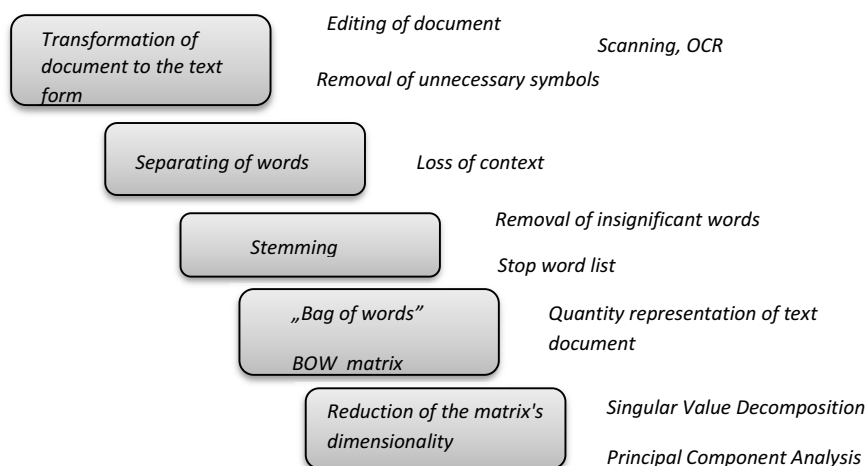 Editing of document
Transformation of
document to the text
form
Scanning, OCR
Removal of unnecessary symbols
Separating of words
Loss of context
Removal of insignificant words
Stemming
Stop word list
„Bag of words”
BOW matrix
Quantity representation of text
document
Reduction of the matrix's
dimensionality
Singular Value Decomposition
Principal Component Analysis